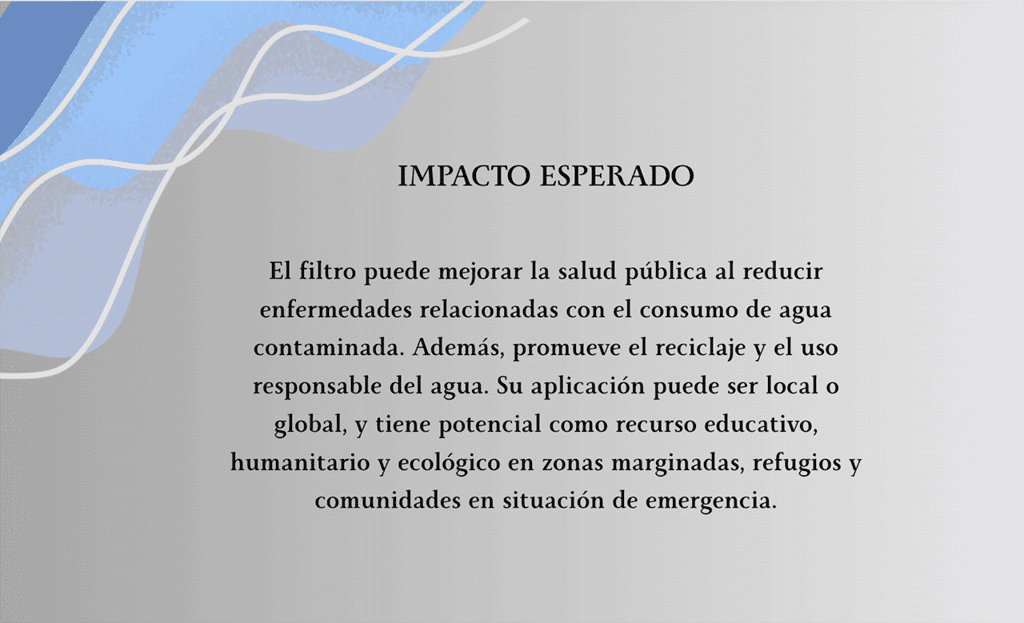 IMPACTO ESPERADO
El filtro puede mejorar la salud pública al reducir
enfermedades relacionadas con el consumo de agua
contaminada. Además, promueve el reciclaje y el uso
responsable del agua. Su aplicación puede ser local o
global, y tiene potencial como recurso educativo,
humanitario y ecológico en zonas marginadas, refugios y
comunidades en situación de emergencia.